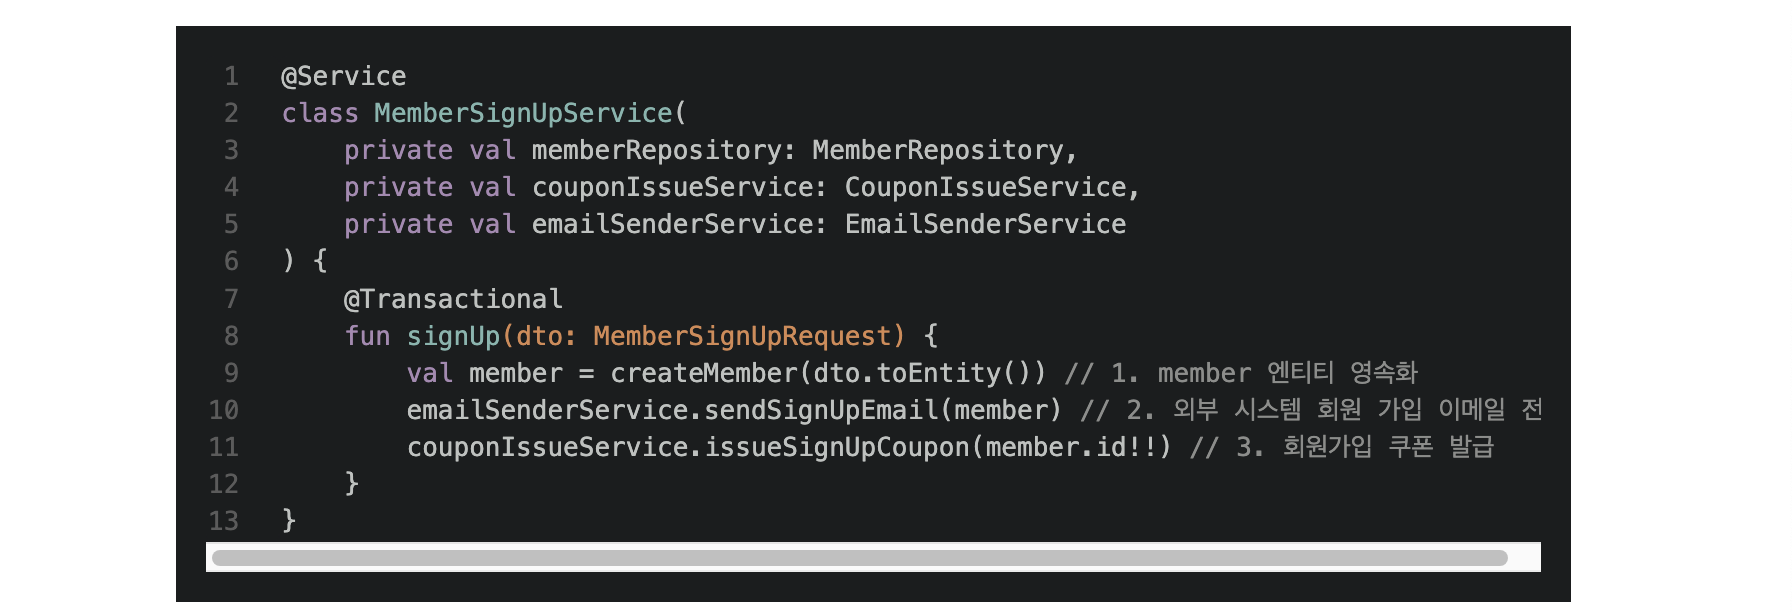 1 @Service
2 class MemberSignUpService(
3     private val memberRepository: MemberRepository,
4     private val couponIssueService: CouponIssueService,
5     private val emailSenderService: EmailSenderService
6 ) {
7     @Transactional
8     fun signUp(dto: MemberSignUpRequest) {
9         val member = createMember(dto.toEntity()) // 1. member 엔티티 영속화
10         emailSenderService.sendSignUpEmail(member) // 2. 외부 시스템 회원 가입 이메일 전
11         couponIssueService.issueSignUpCoupon(member.id!!) // 3. 회원가입 쿠폰 발급
12     }
13 }